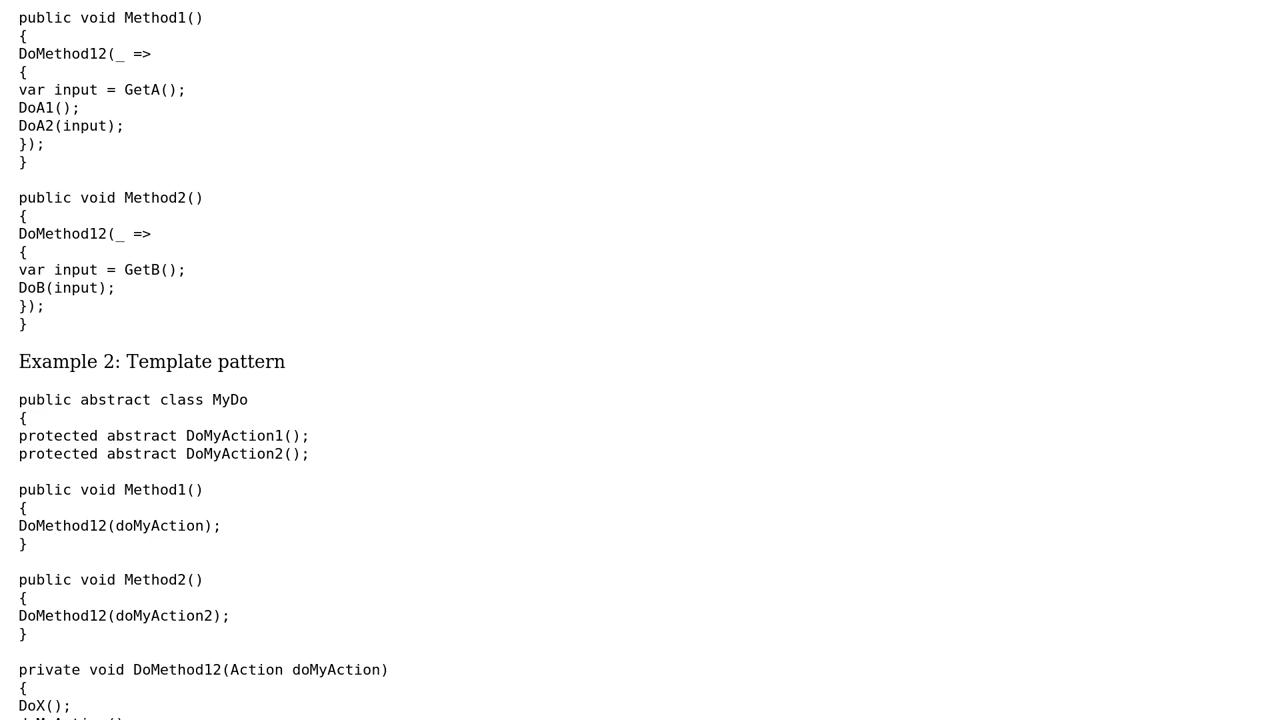 public void Method1()
{
DoMethod12(_ =>
{
var input = GetA();
DoA1();
DoA2(input);
});
}
public void Method2()
{
DoMethod12(_ =>
{
var input = GetB();
DoB(input);
});
}
Example 2: Template pattern
public abstract class MyDo
{
protected abstract DoMyAction1();
protected abstract DoMyAction2();
public void Method1()
{
DoMethod12(doMyAction);
}
public void Method2()
{
DoMethod12(doMyAction2);
}
private void DoMethod12(Action doMyAction)
{
DoX();